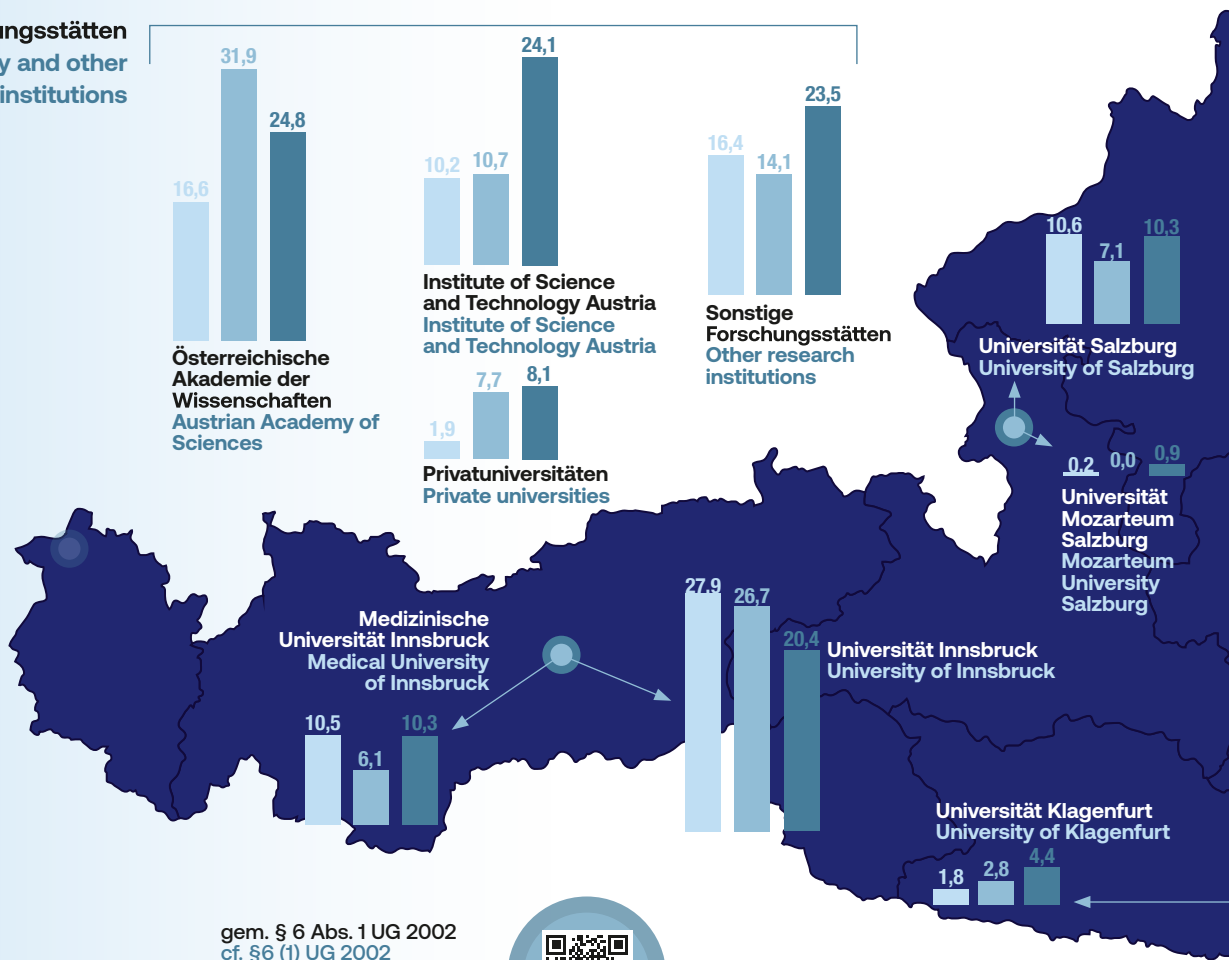 ungsstätten
y and other
institutions
31,9
24,8
16,6
Österreichische
Akademie der
Wissenschaften
Austrian Academy of
Sciences
24,1
10,2
10,7
Institute of Science
and Technology Austria
Institute of Science
and Technology Austria
1,9
7,7
8,1
Privatuniversitäten
Private universities
23,5
16,4
14,1
Sonstige
Forschungsstätten
Other research
institutions
10,6
7,1
10,3
Universität Salzburg
University of Salzburg
0,2
0,0
0,9
Universität
Mozarteum
Salzburg
Mozarteum
University
Salzburg
Medizinische
Universität Innsbruck
Medical University
of Innsbruck
10,5
6,1
10,3
27,9
26,7
20,4
Universität Innsbruck
University of Innsbruck
Universität Klagenfurt
University of Klagenfurt
1,8
2,8
4,4
gem. § 6 Abs. 1 UG 2002
cf. §6 (1) UG 2002